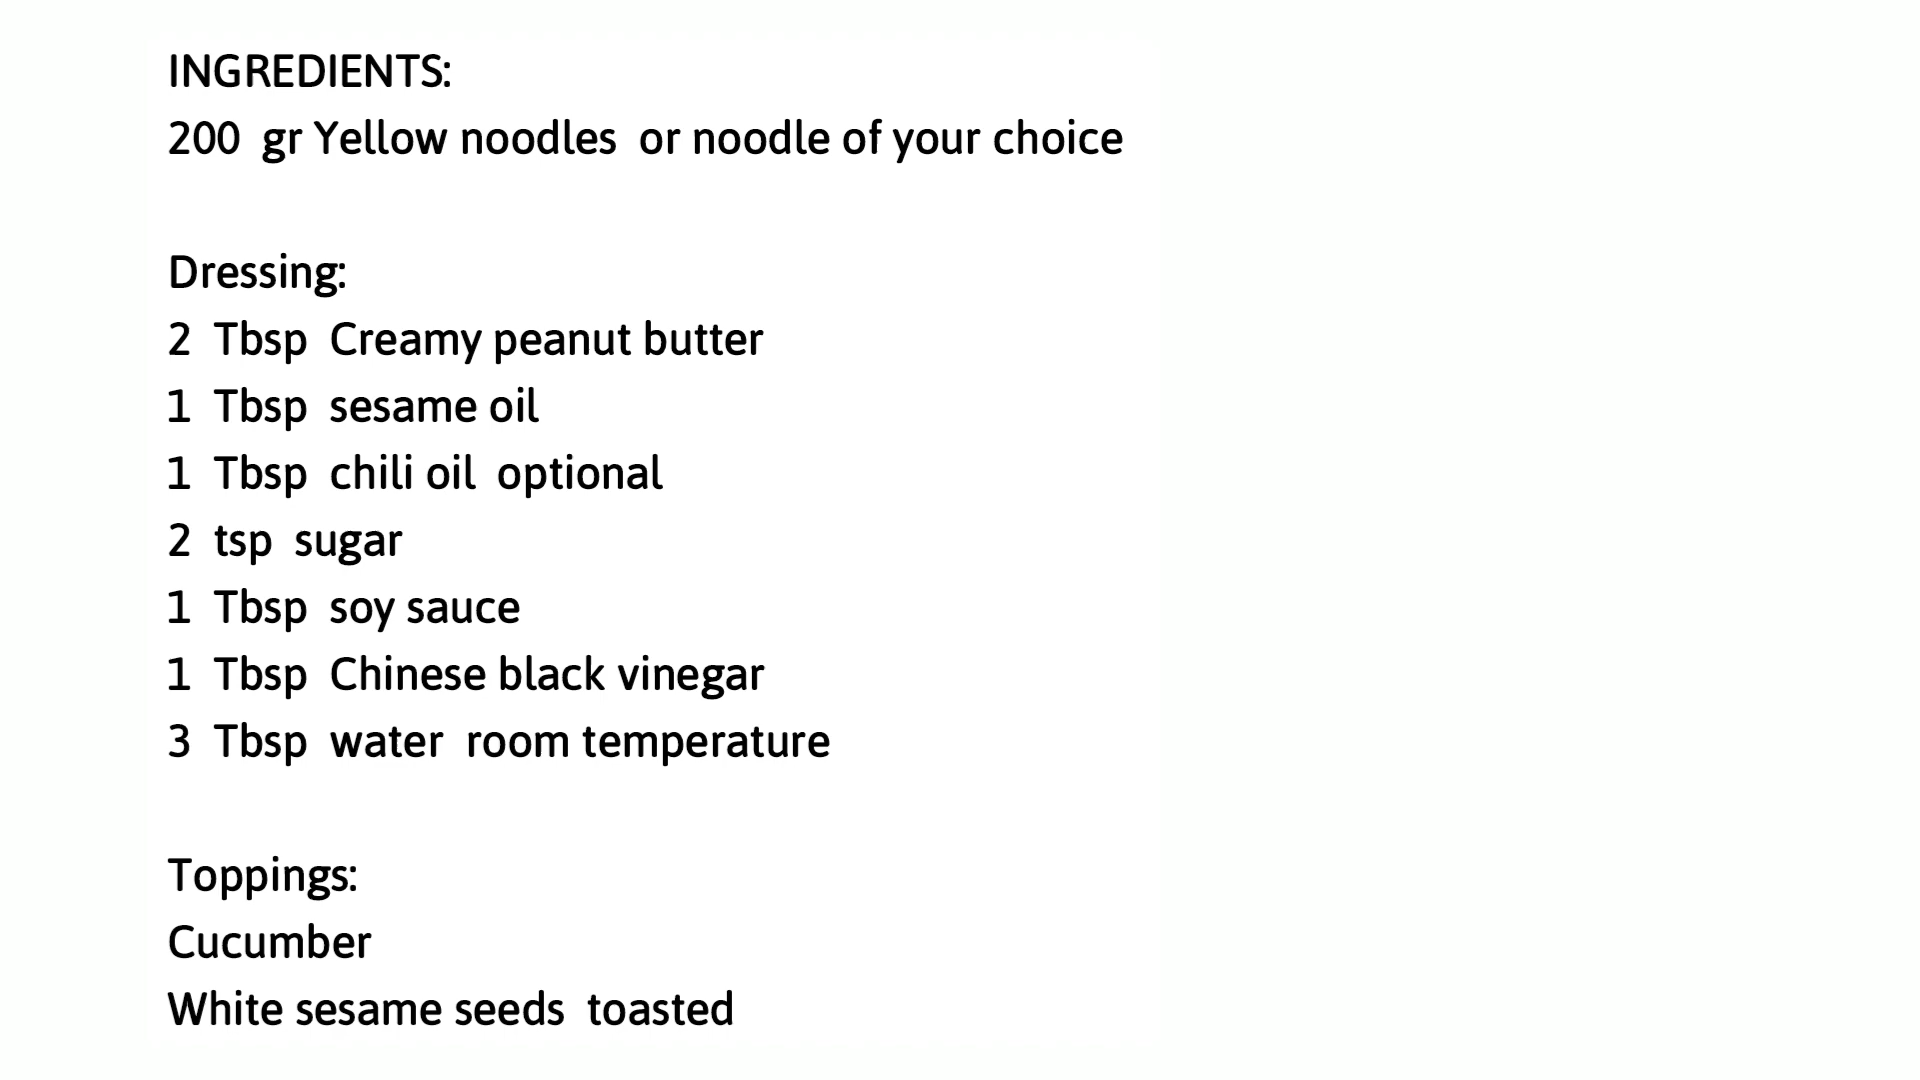 INGREDIENTS:
200 gr Yellow noodles or noodle of your choice
Dressing:
2 Tbsp Creamy peanut butter
1 Tbsp sesame oil
1 Tbsp chili oil optional
2 tsp sugar
1 Tbsp soy sauce
1 Tbsp Chinese black vinegar
3 Tbsp water room temperature
Toppings:
Cucumber
White sesame seeds toasted